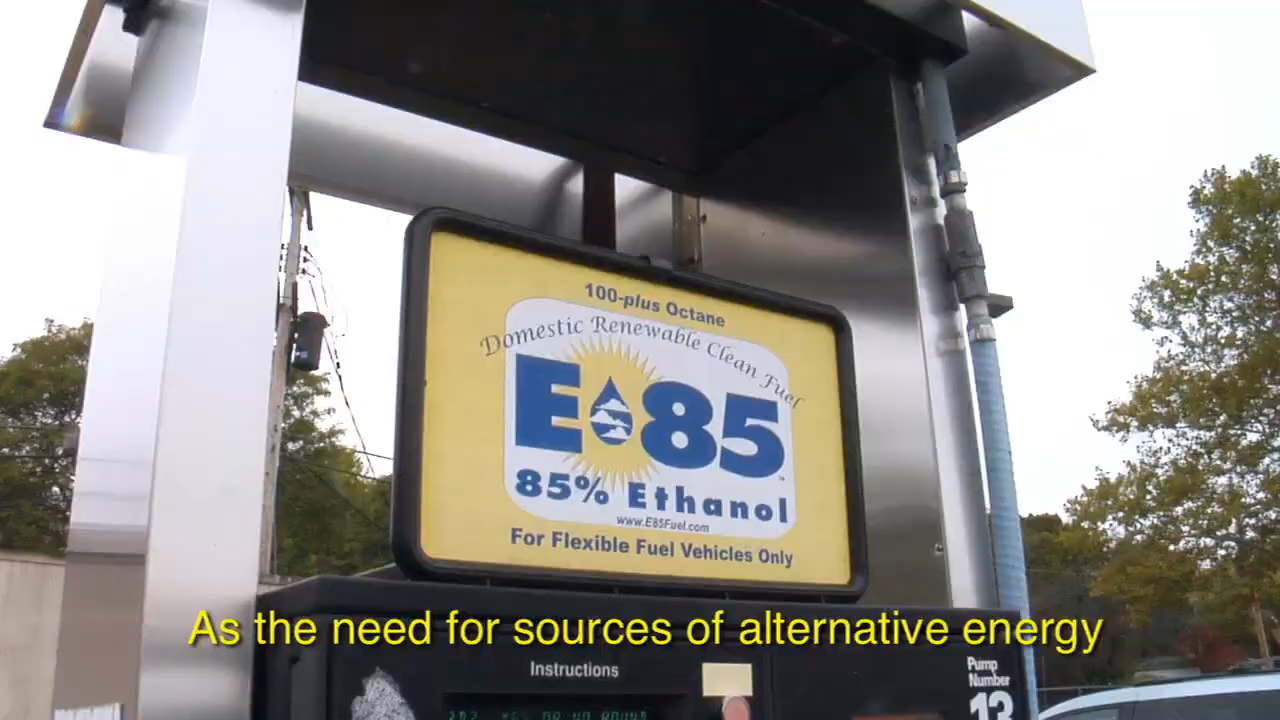 100-plus Octane
Domestic Renewable Clean Fuel
E85
85% Ethanol
www.E85Fuel.com
For Flexible Fuel Vehicles Only
As the need for sources of alternative energy
Instructions
Pump
Number
13